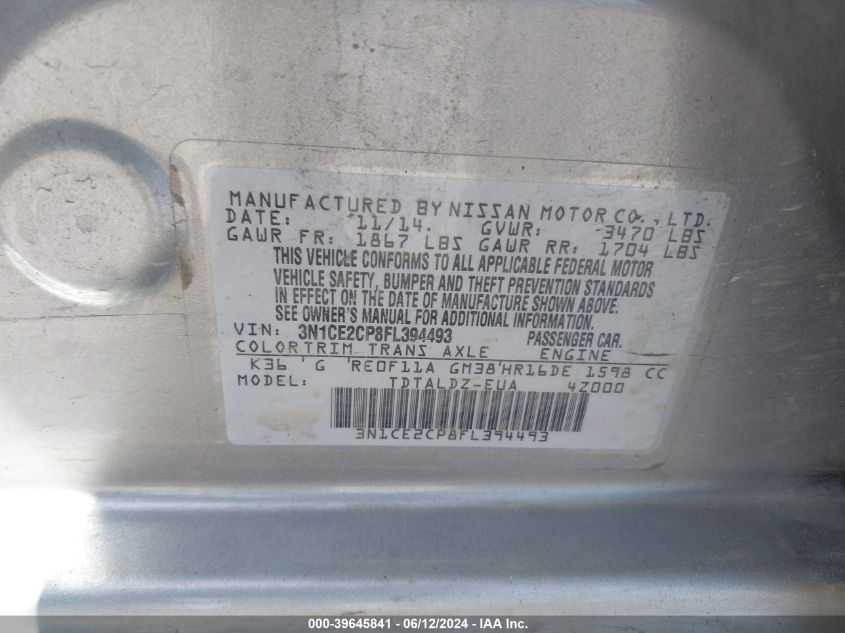 MANUFACTURED BY NISSAN MOTOR CO., LTD.
DATE: 11/14. GVWR: 3470 LBS
GAWR FR: 1867 LBS GAWR RR: 1704 LBS
THIS VEHICLE CONFORMS TO ALL APPLICABLE FEDERAL MOTOR
VEHICLE SAFETY, BUMPER AND THEFT PREVENTION STANDARDS
IN EFFECT ON THE DATE OF MANUFACTURE SHOWN ABOVE.
SEE OWNER'S MANUAL FOR ADDITIONAL INFORMATION.
VIN: 3N1CE2CP8FL394493 PASSENGER CAR.
COLOR TRIM TRANS AXLE ENGINE
K36 ' G 'RE0F11A GM38'HR16DE 1598 CC
MODEL: TDTALDZ-EUA 4Z000
3N1CE2CP8FL394493
000-39645841 - 06/12/2024 - IAA Inc.